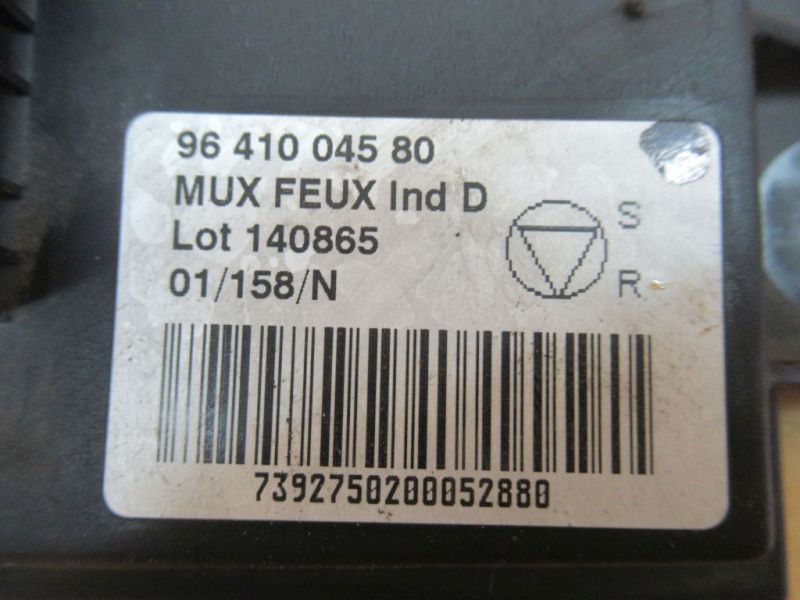 96 410 045 80
MUX FEUX Ind D
Lot 140865
01/158/N
S
R
7392750200052880